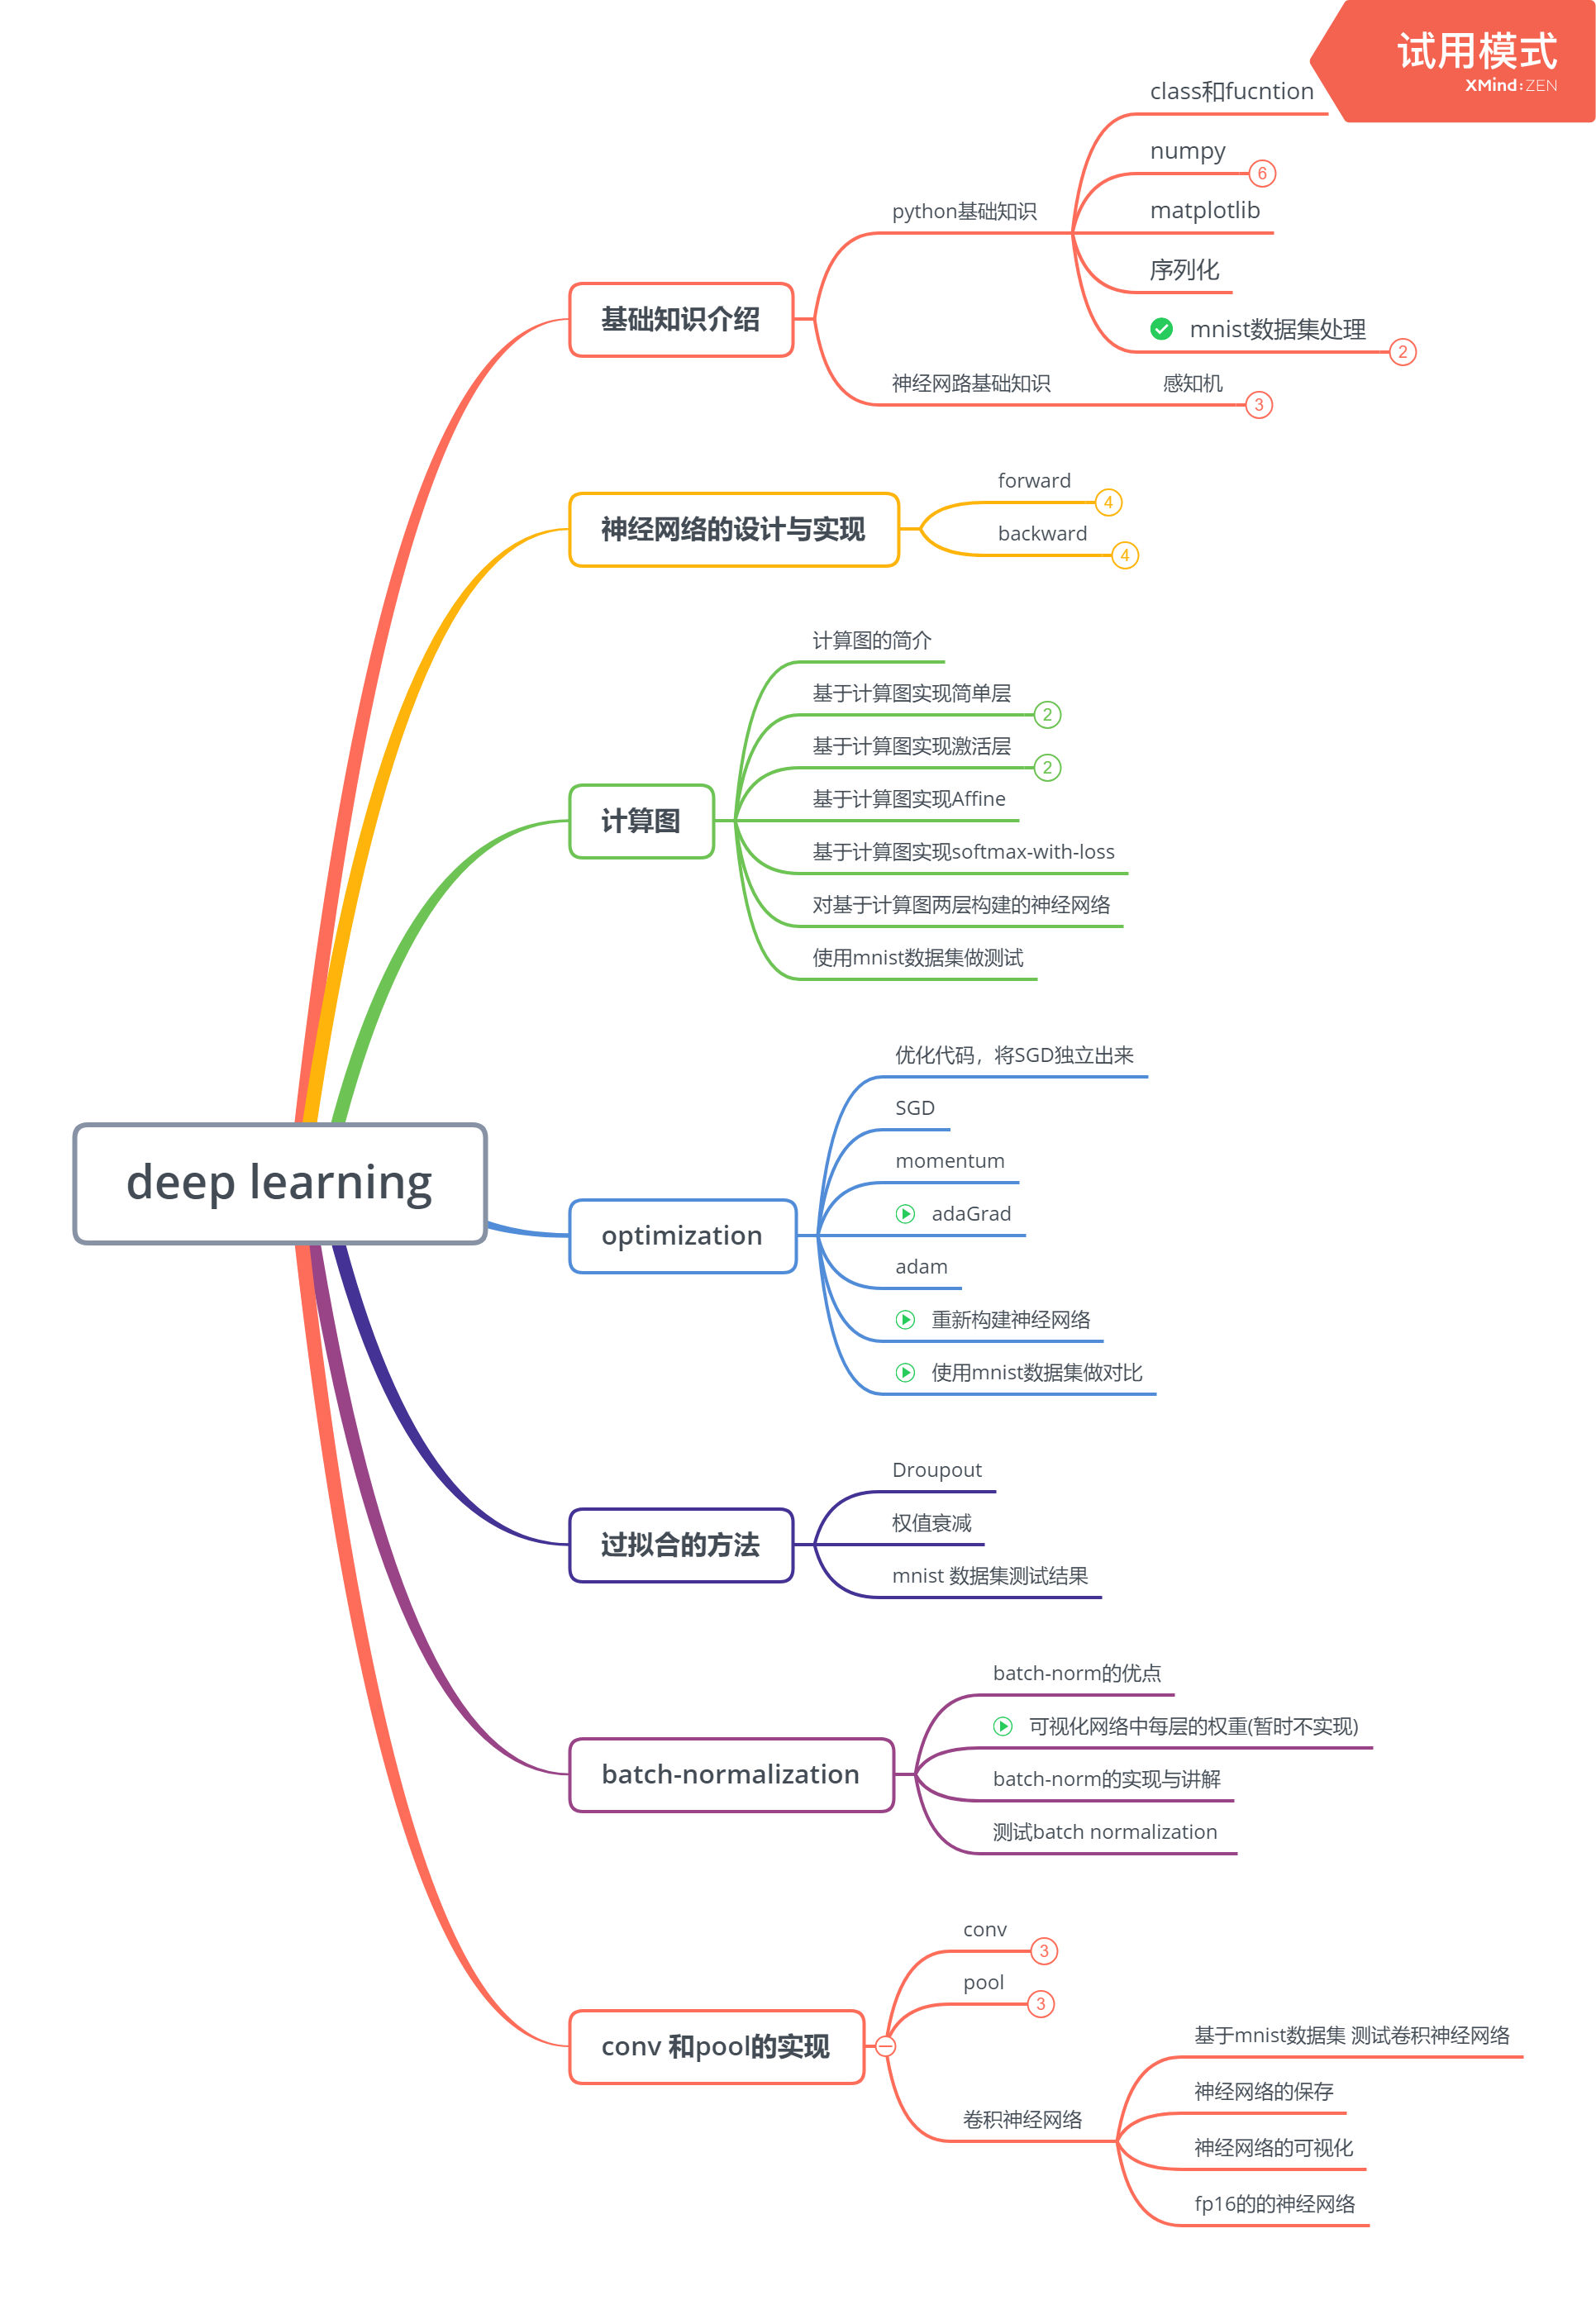 试用模式
XMind:ZEN
class和fucntion
numpy
6
python基础知识
matplotlib
序列化
基础知识介绍
mnist数据集处理
2
神经网路基础知识
感知机
3
forward
4
神经网络的设计与实现
backward
4
计算图的简介
基于计算图实现简单层
2
基于计算图实现激活层
2
基于计算图实现Affine
计算图
基于计算图实现softmax-with-loss
对基于计算图两层构建的神经网络
使用mnist数据集做测试
优化代码，将SGD独立出来
SGD
momentum
deep learning
adaGrad
optimization
adam
重新构建神经网络
使用mnist数据集做对比
Droupout
权值衰减
过拟合的方法
mnist 数据集测试结果
batch-norm的优点
可视化网络中每层的权重(暂时不实现)
batch-normalization
batch-norm的实现与讲解
测试batch normalization
conv
3
pool
3
conv 和pool的实现
基于mnist数据集 测试卷积神经网络
神经网络的保存
卷积神经网络
神经网络的可视化
fp16的的神经网络